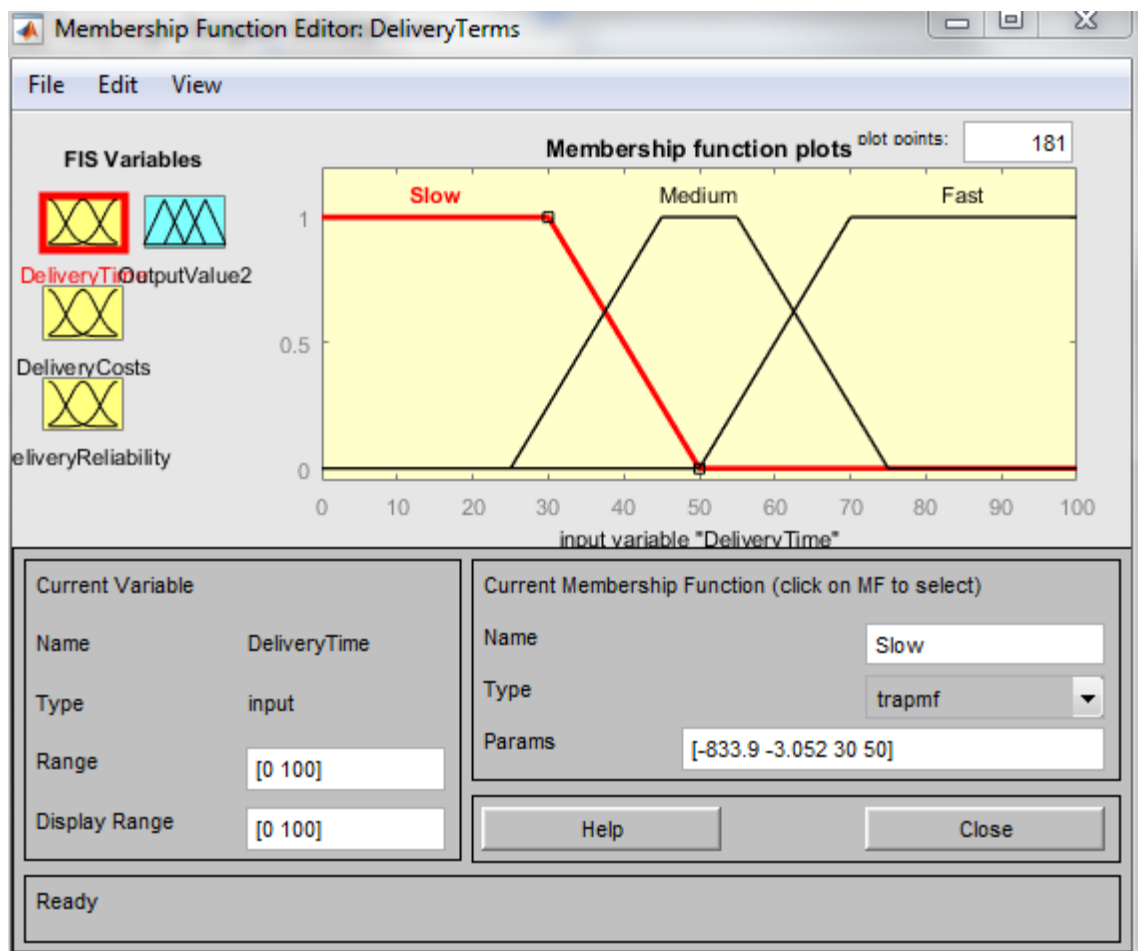 Membership Function Editor: DeliveryTerms
File Edit View
FIS Variables
Membership function plots
plot points:
181
DeliveryTime
OutputValue2
DeliveryCosts
eliveryReliability
Slow Medium Fast
1
0.5
0
0 10 20 30 40 50 60 70 80 90 100
input variable "DeliveryTime"
Current Variable
Name DeliveryTime
Type input
Range [0 100]
Display Range [0 100]
Current Membership Function (click on MF to select)
Name Slow
Type trapmf
Params [-833.9 -3.052 30 50]
Help Close
Ready